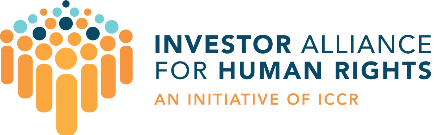 INVESTOR ALLIANCE
FOR HUMAN RIGHTS
AN INITIATIVE OF ICCR